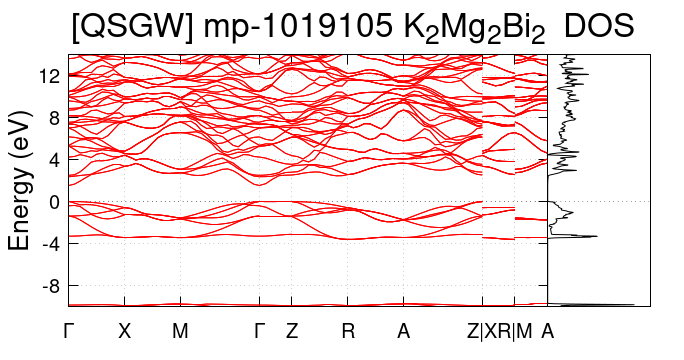 [QSGW] mp-1019105 K₂Mg₂Bi₂ DOS
Energy (eV)
12
8
4
0
-4
-8
Γ X M Γ Z R A Z|XR|M A